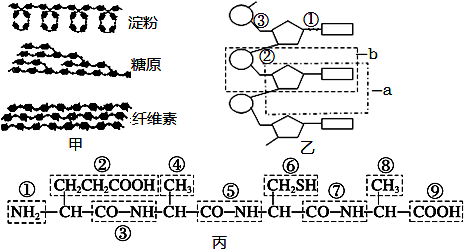 淀粉
糖原
纤维素
甲
③ ①
②
b
a
乙
② ④ ⑥ ⑧
CH₂CH₂COOH CH₃ CH₂SH CH₃
① ⑤ ⑦ ⑨
NH₂—CH—CO—NH—CH—CO—NH—CH—CO—NH—CH—COOH
③
丙